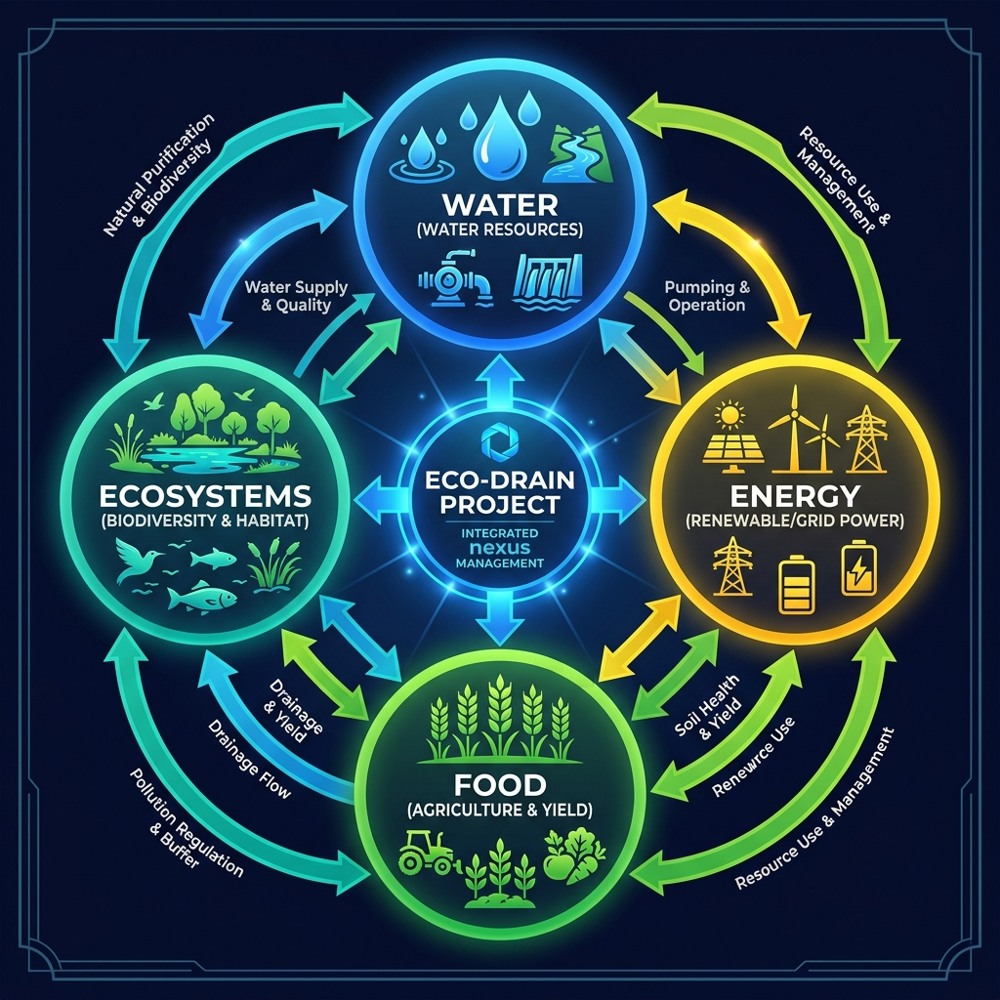 Natural Purification
& Biodiversity
Resource Use &
Management
WATER
(WATER RESOURCES)
Water Supply
& Quality
Pumping &
Operation
ECOSYSTEMS
(BIODIVERSITY & HABITAT)
ECO-DRAIN
PROJECT
INTEGRATED
nexus
MANAGEMENT
ENERGY
(RENEWABLE/GRID POWER)
Drainage
& Yield
Drainage Flow
Pollution Regulation
& Buffer
Soil Health
& Yield
Renewrce Use
Resource Use & Management
FOOD
(AGRICULTURE & YIELD)